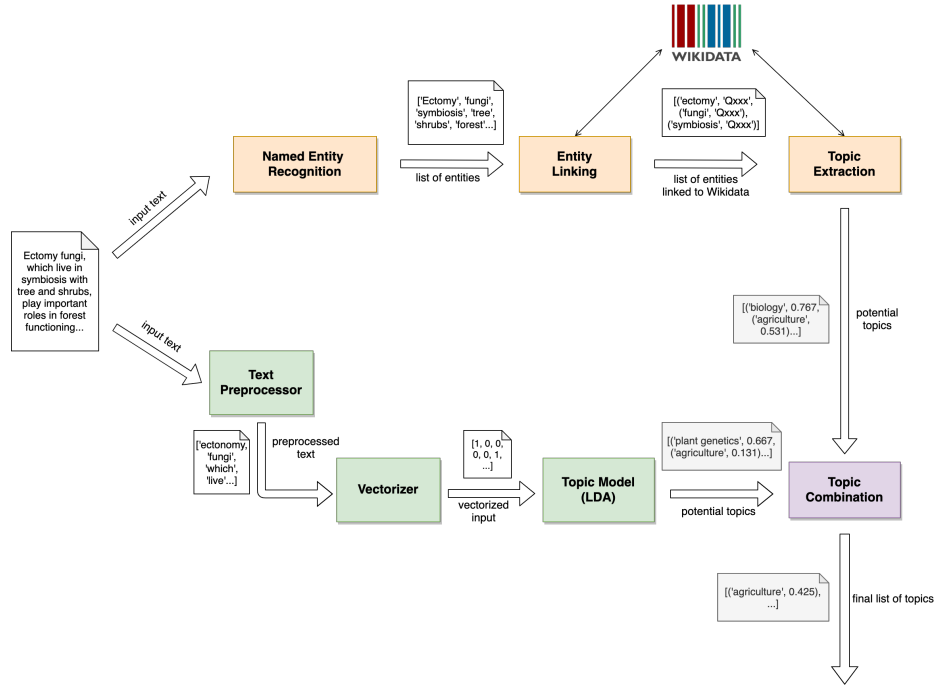 WIKIDATA
['Ectomy', 'fungi',
'symbiosis', 'tree',
'shrubs, 'forest'...]
[('ectomy', 'Qxxx',
('fungi', 'Qxxx'),
('symbiosis', 'Qxxx')]
Named Entity
Recognition
list of entities
Entity
Linking
list of entities
linked to Wikidata
Topic
Extraction
input text
Ectomy fungi,
which live in
symbiosis with
tree and shrubs,
play important
roles in forest
functioning...
input text
[('biology', 0.767,
('agriculture',
0.531)...]
potential
topics
Text
Preprocessor
['ectonomy,
'fungi',
'which',
'live'...]
preprocessed
text
Vectorizer
[1, 0, 0,
0, 0, 1,
...]
vectorized
input
Topic Model
(LDA)
[('plant genetics', 0.667,
('agriculture', 0.131)...]
potential topics
Topic
Combination
[('agriculture', 0.425),
...]
final list of topics